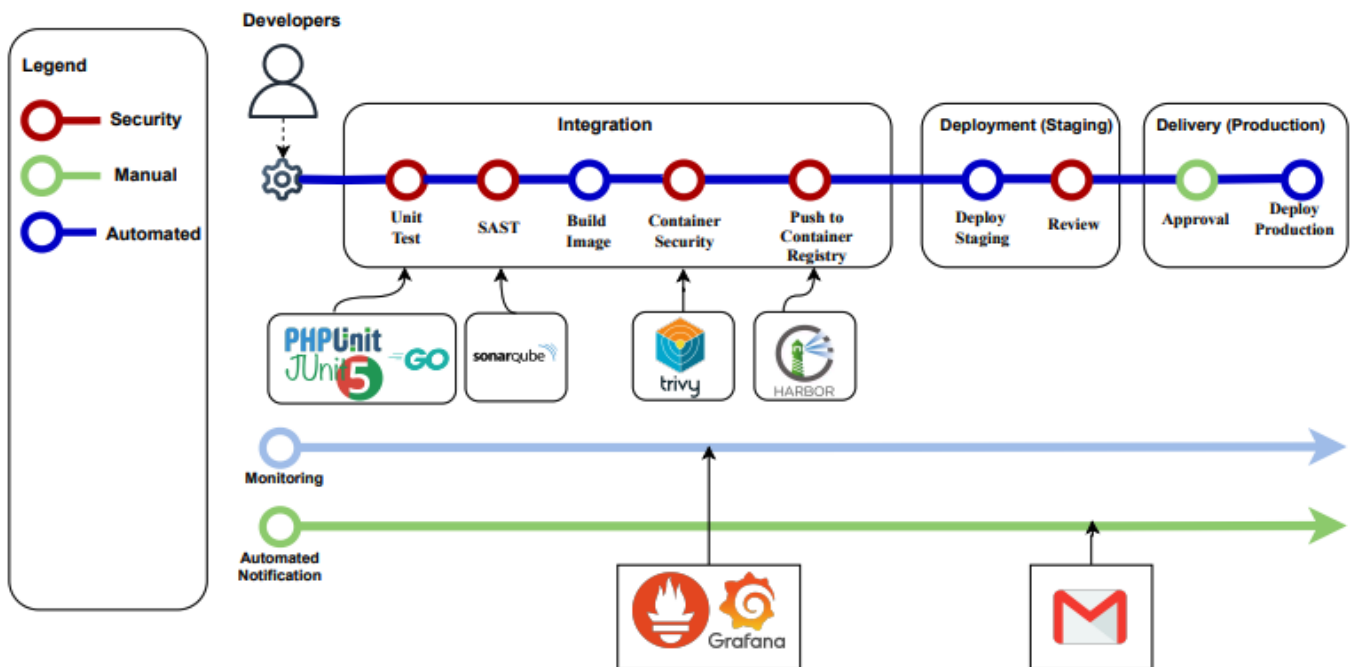 Developers
Legend
Security
Manual
Automated
Integration
Deployment (Staging)
Delivery (Production)
Unit
Test
SAST
Build
Image
Container
Security
Push to
Container
Registry
Deploy
Staging
Review
Approval
Deploy
Production
PHPUnit
JUnit 5
GO
sonarqube
trivy
HARBOR
Monitoring
Automated
Notification
Grafana